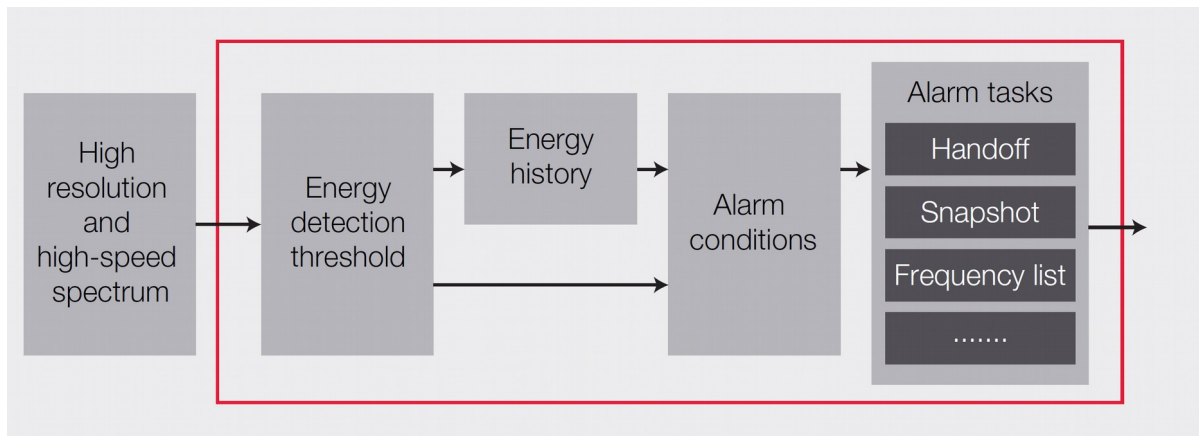 High
resolution
and
high-speed
spectrum
Energy
detection
threshold
Energy
history
Alarm
conditions
Alarm tasks
Handoff
Snapshot
Frequency list
.......